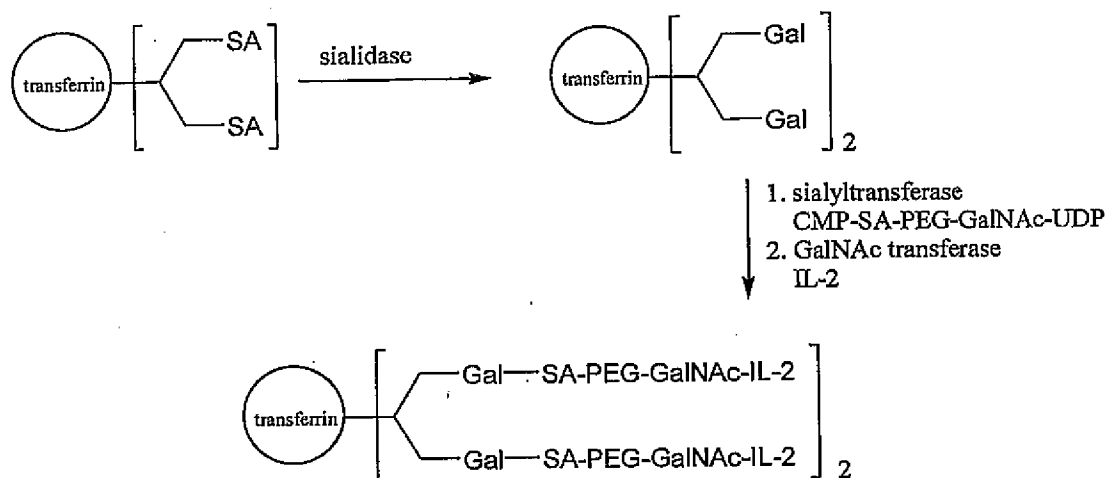 SA
transferrin
SA
sialidase
Gal
transferrin
Gal
2
1. sialyltransferase
CMP-SA-PEG-GalNAc-UDP
2. GalNAc transferrase
IL-2
Gal SA-PEG-GalNAc-IL-2
transferrin
Gal SA-PEG-GalNAc-IL-2
2